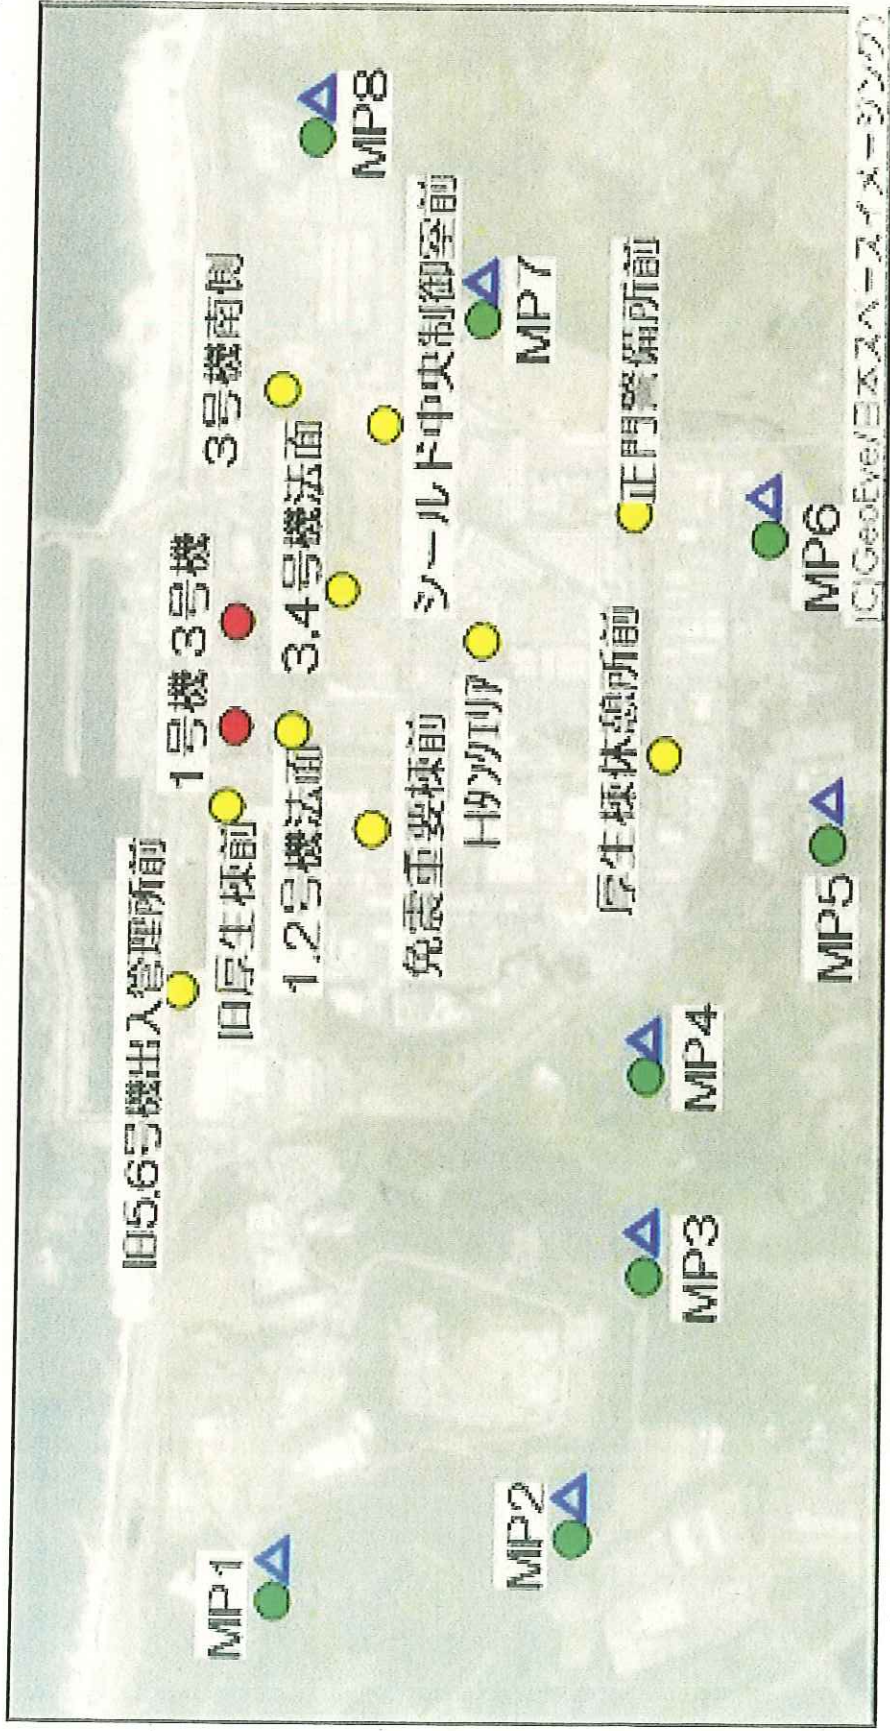 MP1
MP2
旧5,6号機出入管理所前
旧厚生棟前
1号機
3号機
3号機南側
MP8
1,2号機法面
3,4号機法面
免震重要棟前
シールド中央制御室前
Hタンクエリア
MP7
厚生棟休憩所前
正門警備所前
MP3
MP4
MP5
MP6
(C)GeoEye/日本スペースイメージング